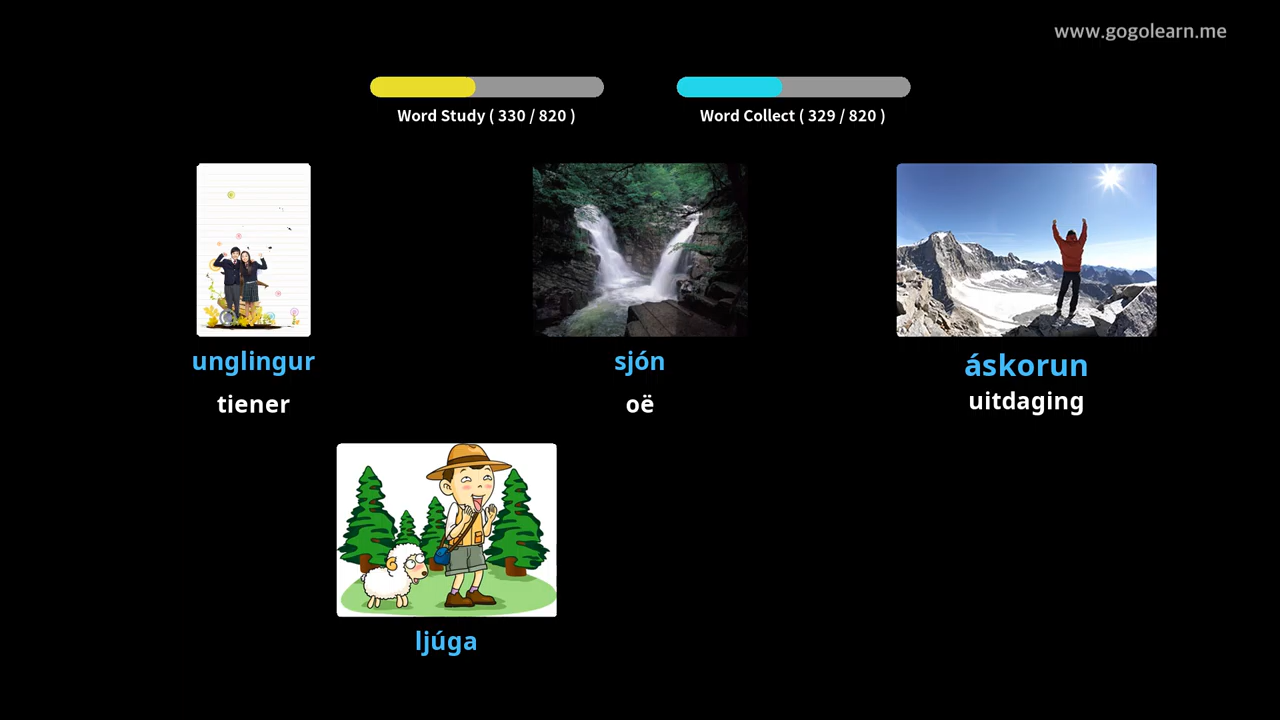 www.gogolearn.me
Word Study ( 330 / 820 )
Word Collect ( 329 / 820 )
unglingur
sjón
áskorun
tiener
oë
uitdaging
ljúga